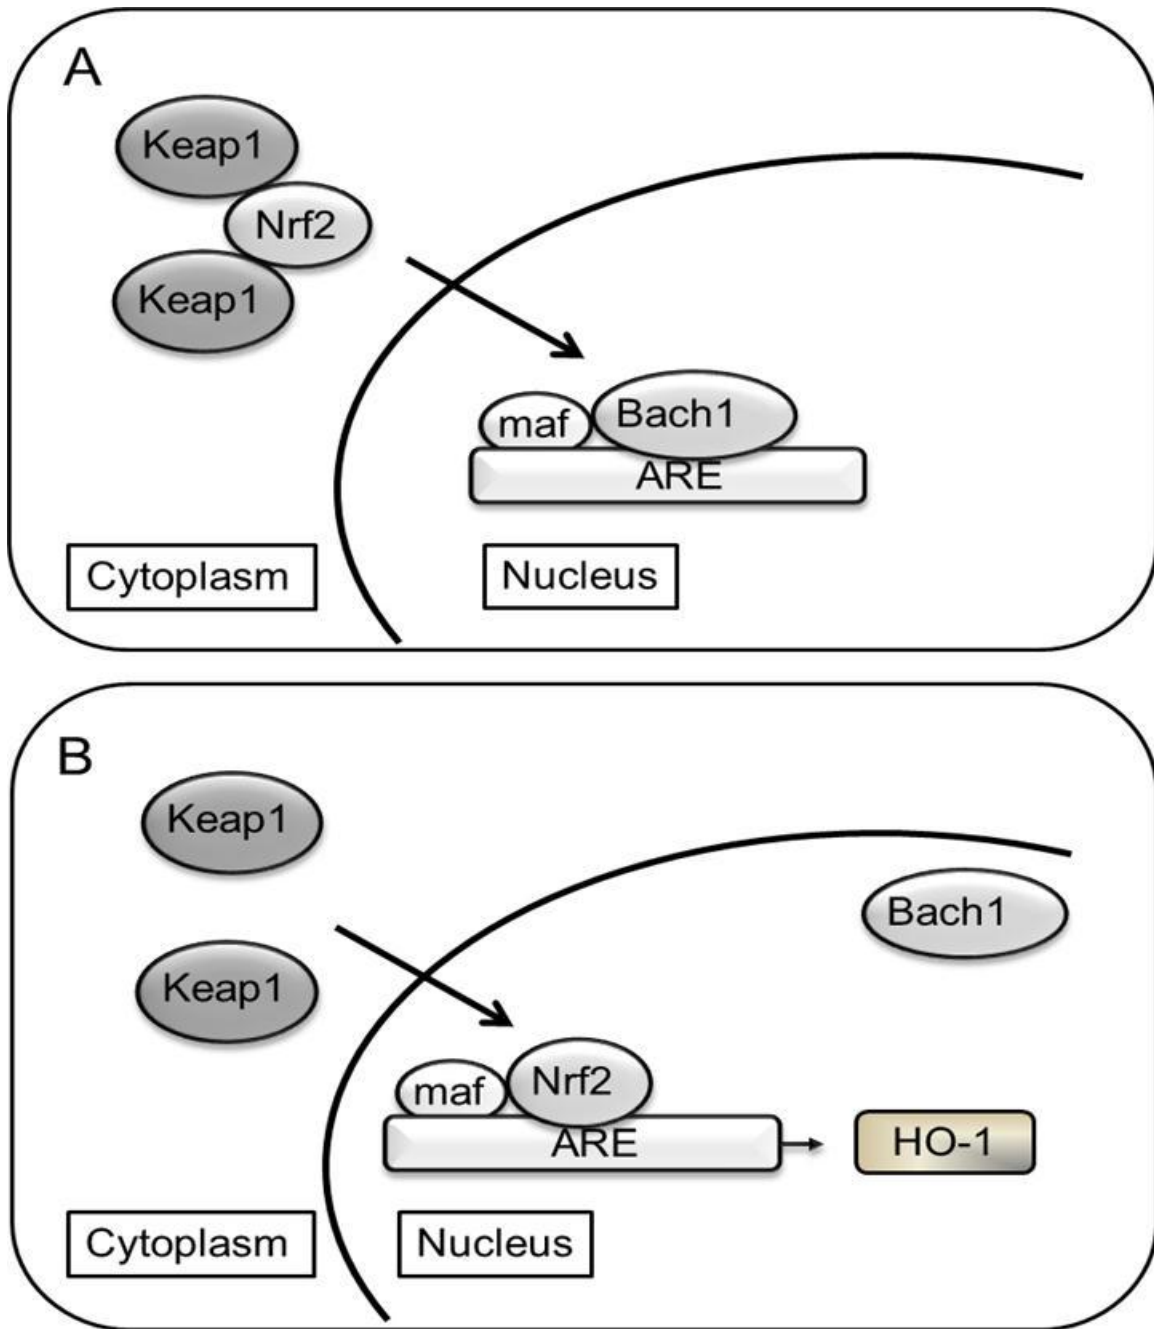 A
Keap1
Nrf2
Keap1
maf
Bach1
ARE
Cytoplasm
Nucleus
B
Keap1
Bach1
Keap1
maf
Nrf2
ARE
HO-1
Cytoplasm
Nucleus